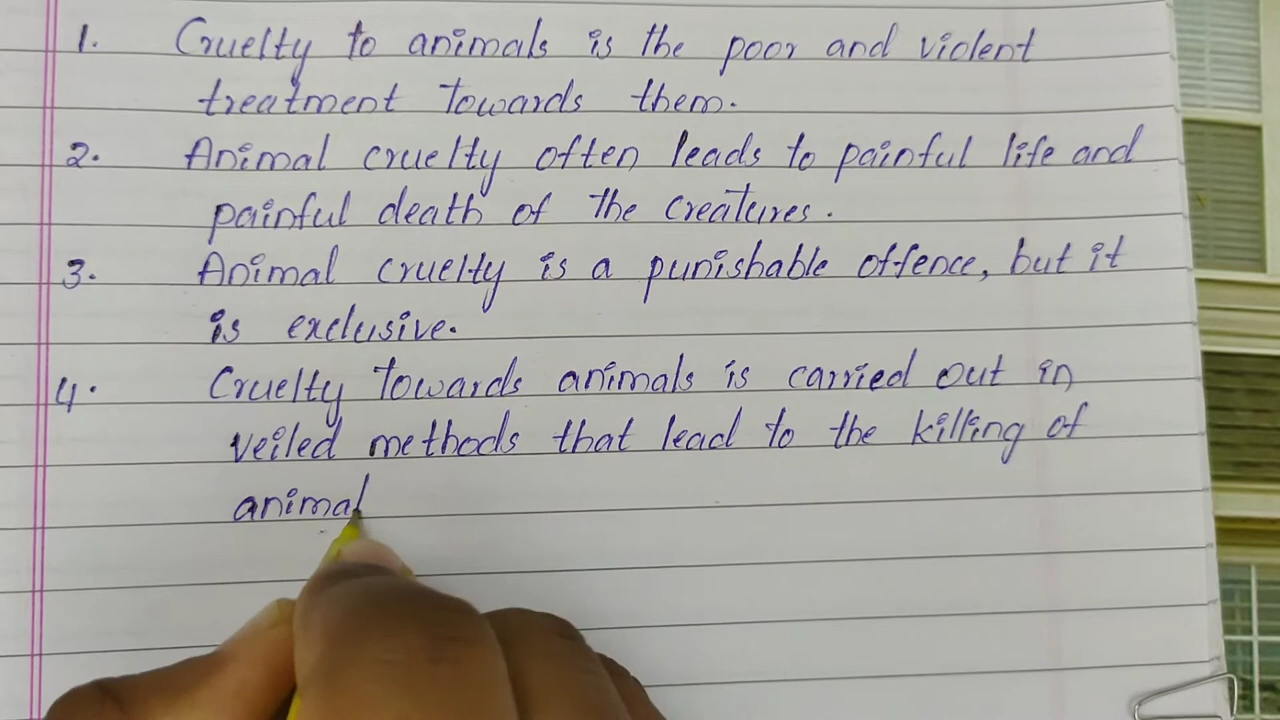 1. Cruelty to animals is the poor and violent
treatment towards them.
2. Animal cruelty often leads to painful life and
painful death of the creatures.
3. Animal cruelty is a punishable offence, but it
is exclusive.
4. Cruelty towards animals is carried out in
veiled methods that lead to the killing of
animal